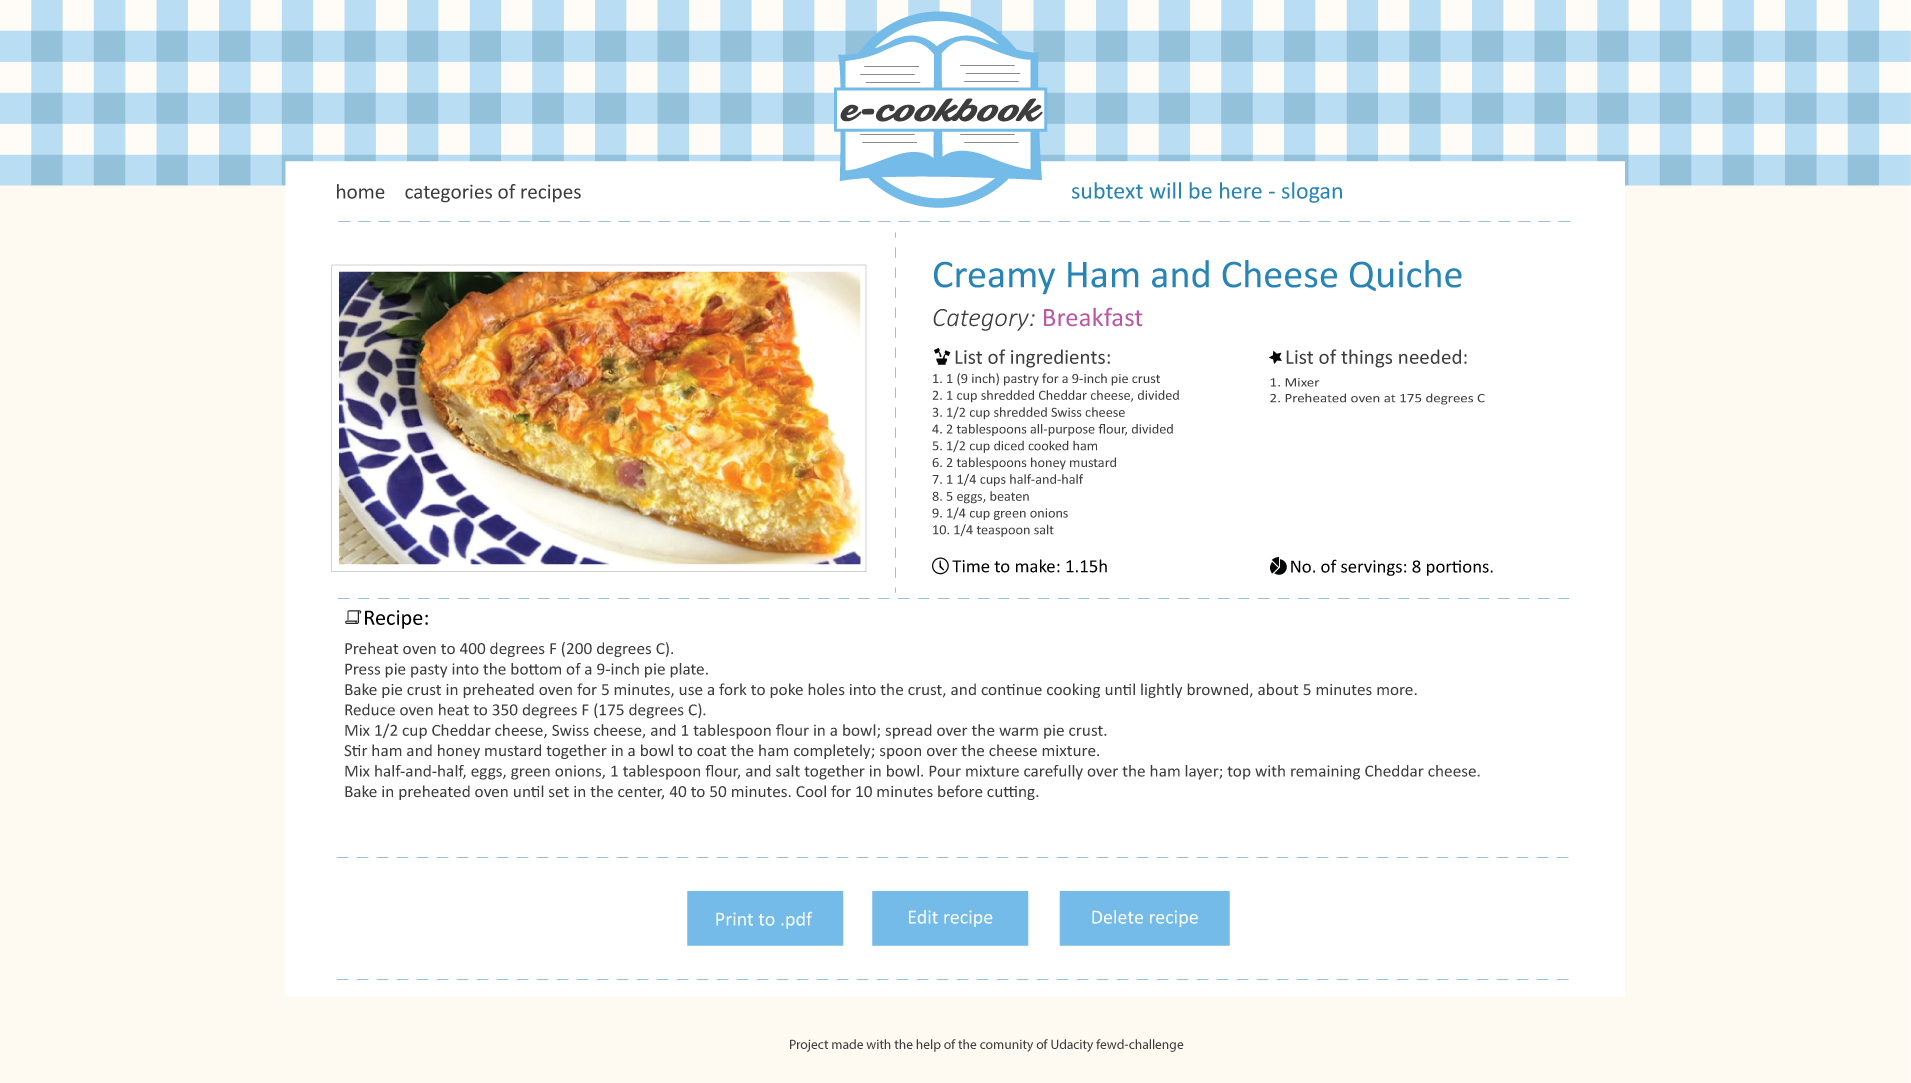 e-cookbook
home categories of recipes
subtext will be here - slogan
Creamy Ham and Cheese Quiche
Category: Breakfast
List of ingredients:
1. 1 (9 inch) pastry for a 9-inch pie crust
2. 1 cup shredded Cheddar cheese, divided
3. 1/2 cup shredded Swiss cheese
4. 2 tablespoons all-purpose flour, divided
5. 1/2 cup diced cooked ham
6. 2 tablespoons honey mustard
7. 1 1/4 cups half-and-half
8. 5 eggs, beaten
9. 1/4 cup green onions
10. 1/4 teaspoon salt
List of things needed:
1. Mixer
2. Preheated oven at 175 degrees C
Time to make: 1.15h
No. of servings: 8 portions.
Recipe:
Preheat oven to 400 degrees F (200 degrees C).
Press pie pasty into the bottom of a 9-inch pie plate.
Bake pie crust in preheated oven for 5 minutes, use a fork to poke holes into the crust, and continue cooking until lightly browned, about 5 minutes more.
Reduce oven heat to 350 degrees F (175 degrees C).
Mix 1/2 cup Cheddar cheese, Swiss cheese, and 1 tablespoon flour in a bowl; spread over the warm pie crust.
Stir ham and honey mustard together in a bowl to coat the ham completely; spoon over the cheese mixture.
Mix half-and-half, eggs, green onions, 1 tablespoon flour, and salt together in bowl. Pour mixture carefully over the ham layer; top with remaining Cheddar cheese.
Bake in preheated oven until set in the center, 40 to 50 minutes. Cool for 10 minutes before cutting.
Print to .pdf
Edit recipe
Delete recipe
Project made with the help of the comunity of Udacity fewd-challenge